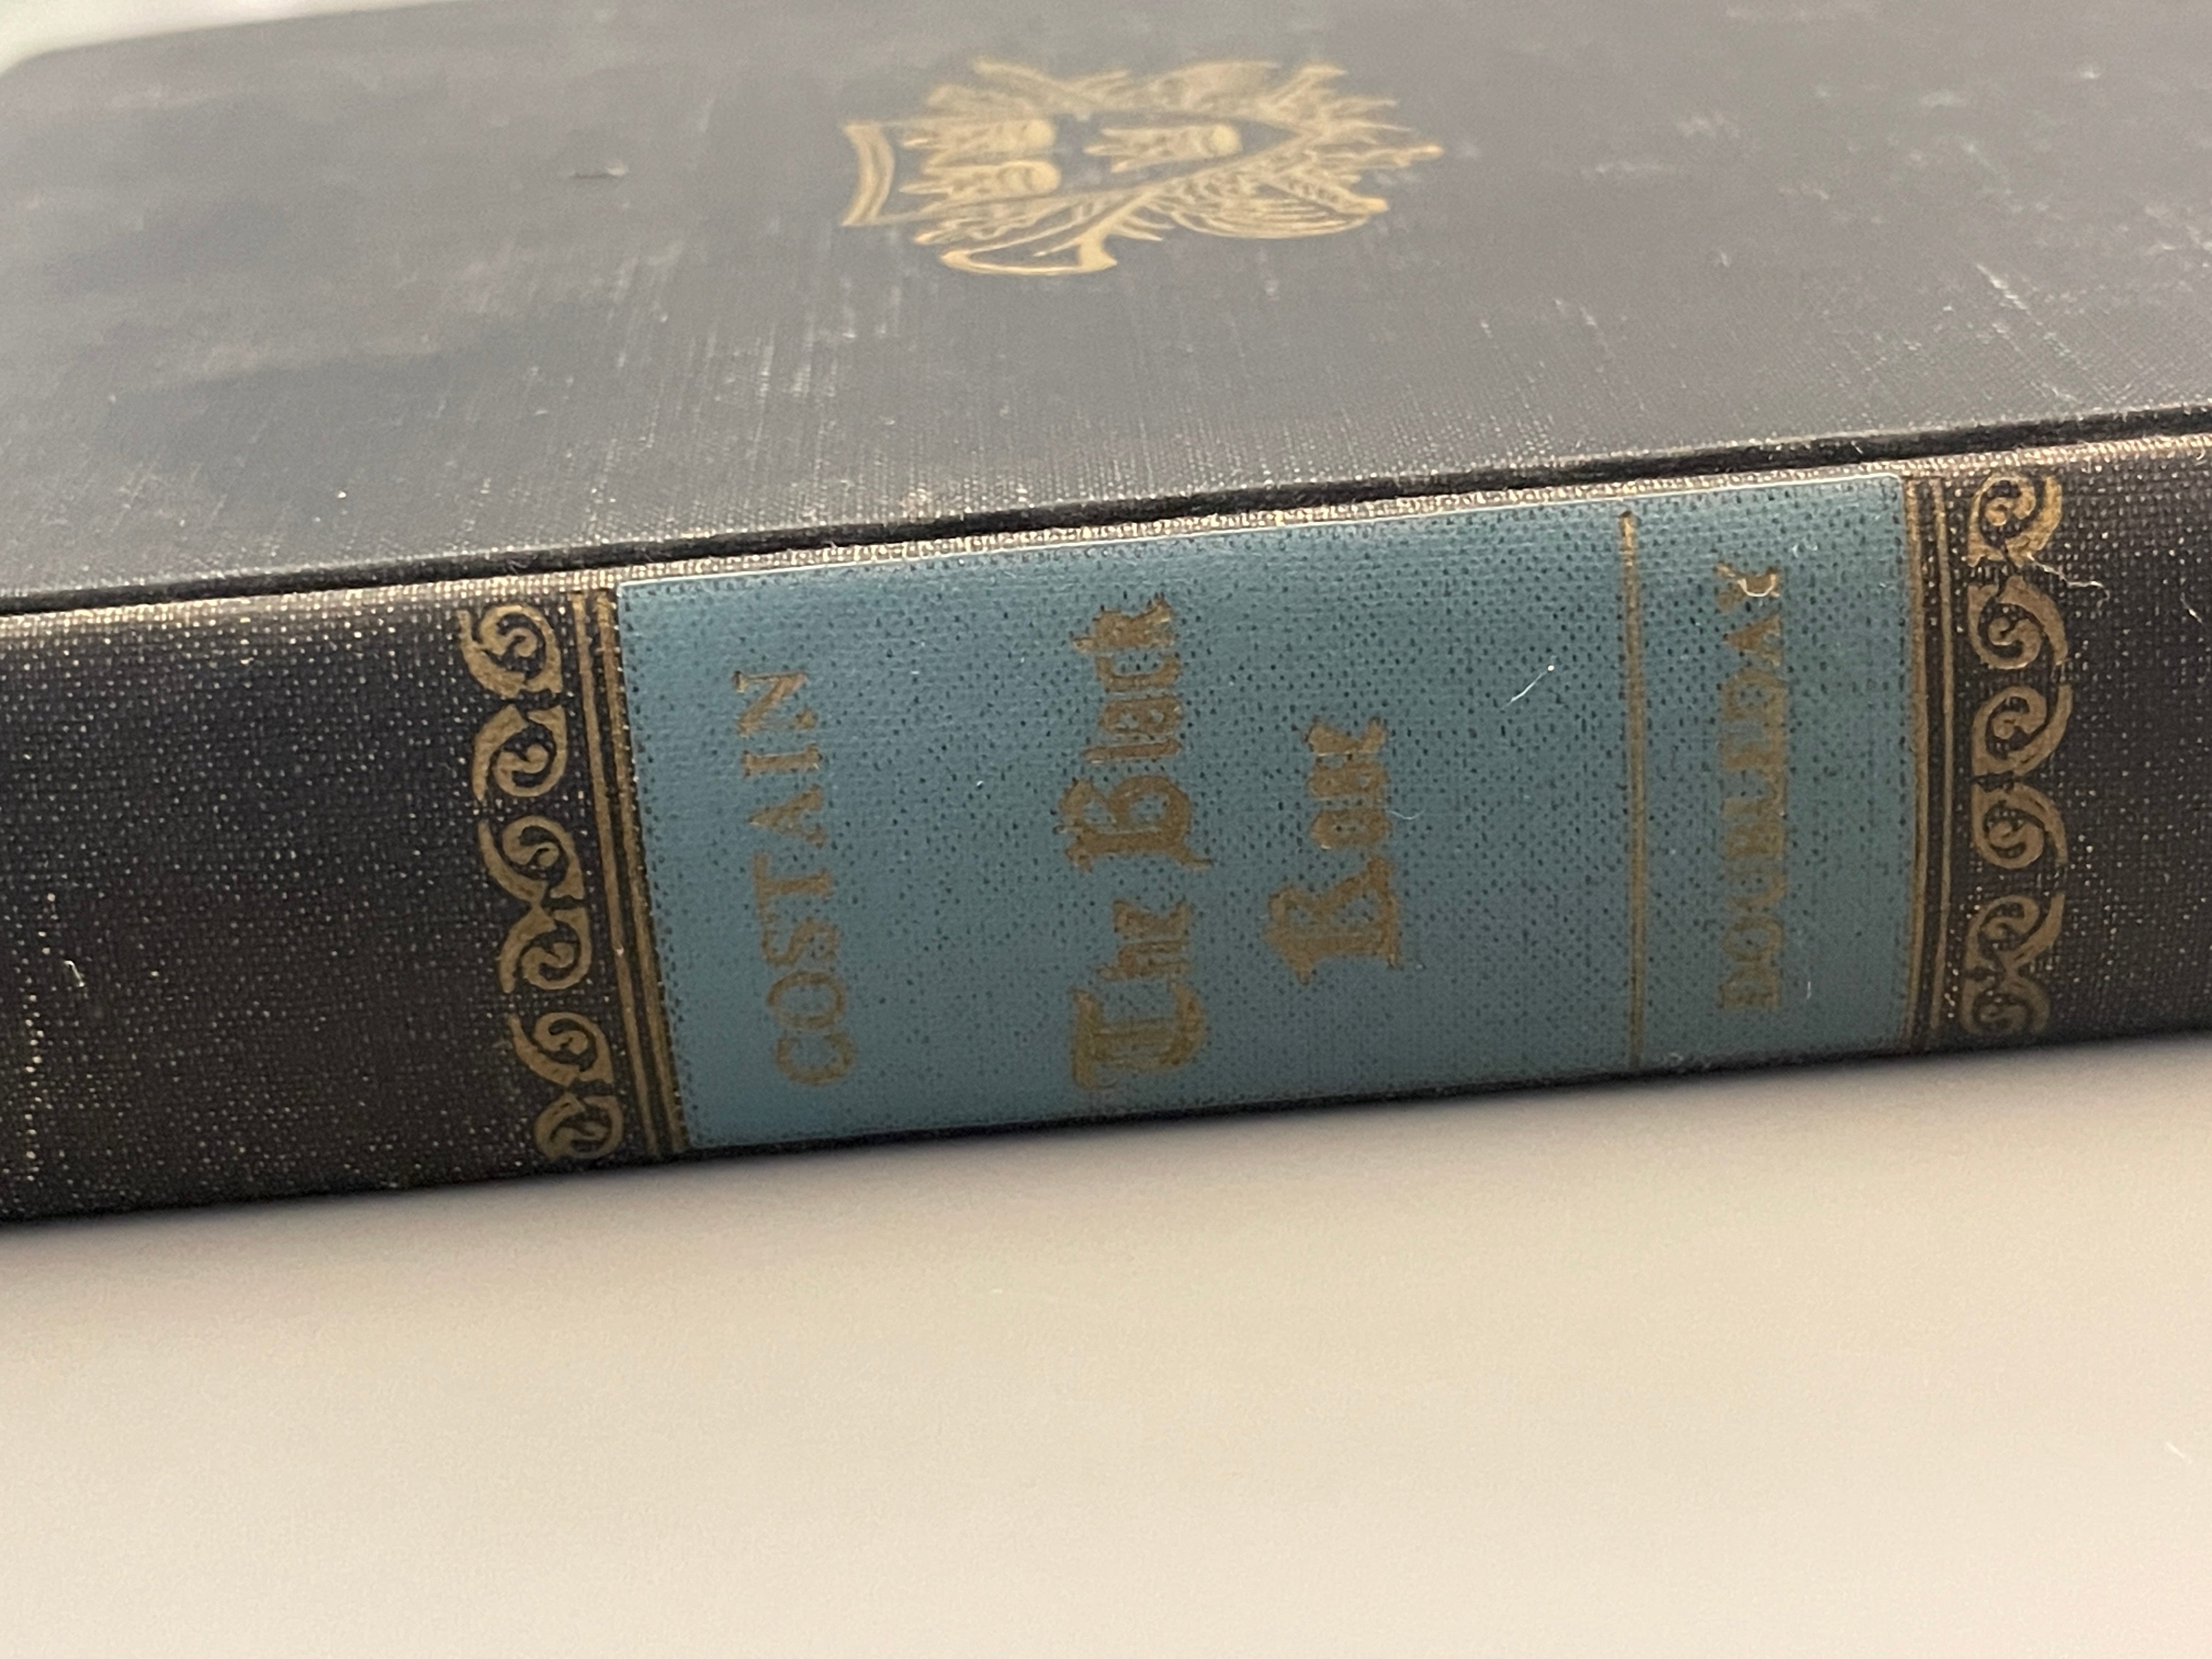 COSTAIN
The Black
Rose
DOUBLEDAY